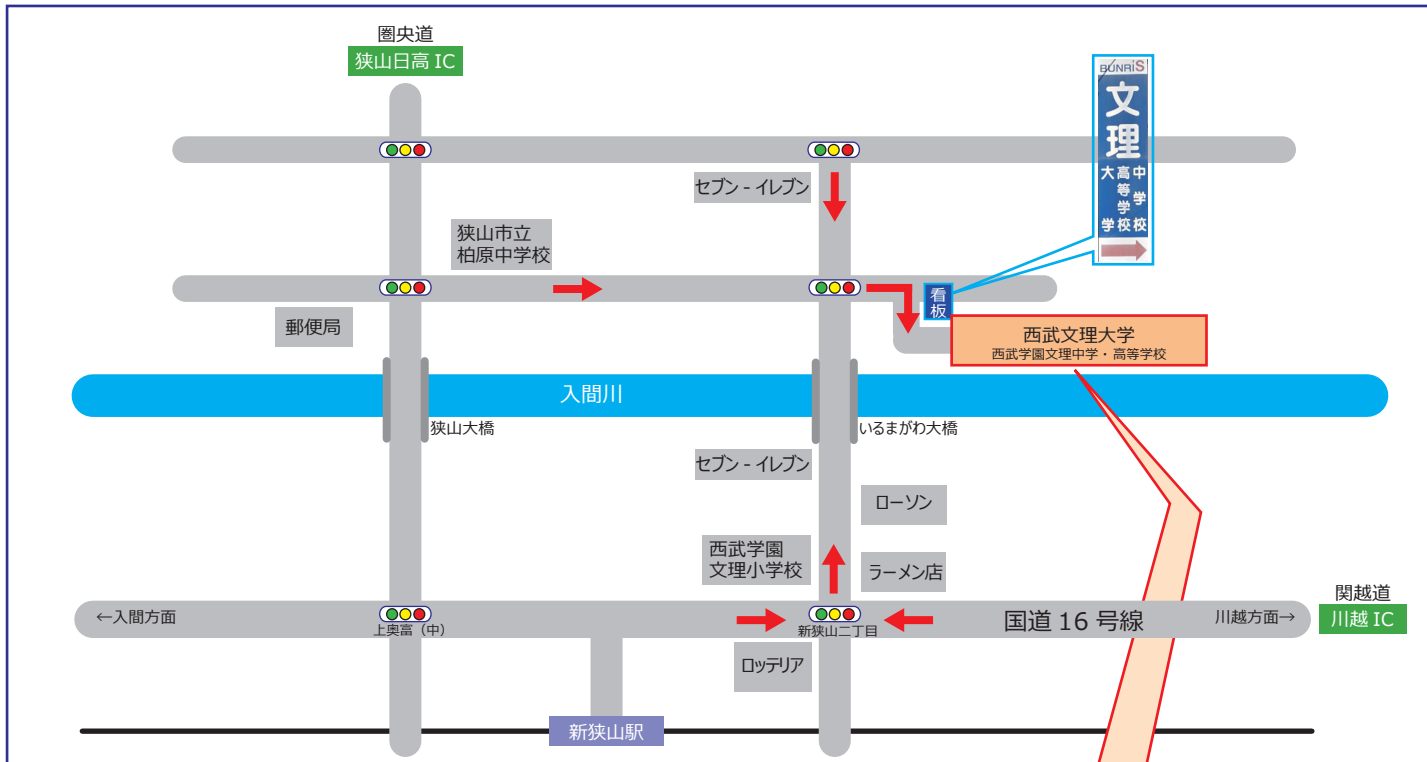 圏央道
狭山日高 IC
BUNRiS
文理
中学校
高等学校
大学
セブン - イレブン
狭山市立
柏原中学校
看板
郵便局
西武文理大学
西武学園文理中学・高等学校
入間川
狭山大橋
いるまがわ大橋
セブン - イレブン
ローソン
西武学園
文理小学校
ラーメン店
関越道
川越 IC
←入間方面
上奥富（中）
新狭山二丁目
国道 16 号線
川越方面→
ロッテリア
新狭山駅